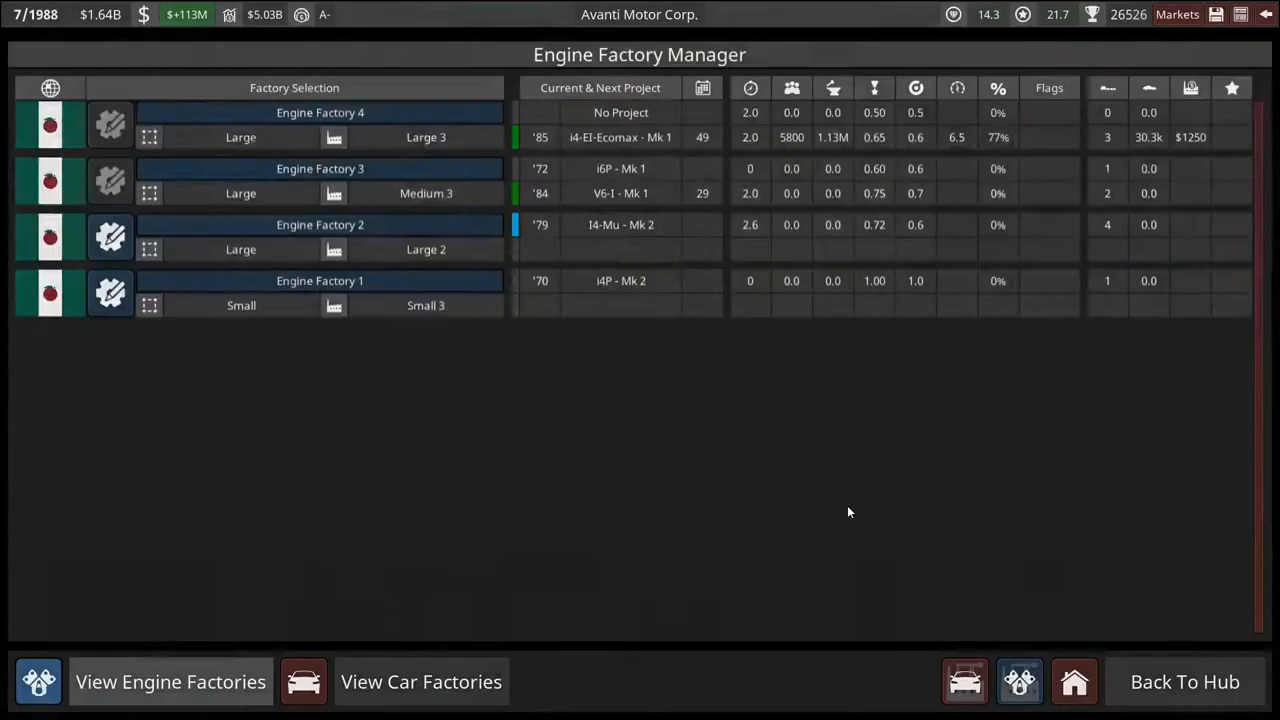 7/1988 $1.64B $ $+113M $5.03B A- Avanti Motor Corp. 14.3 21.7 26526 Markets
Engine Factory Manager
Factory Selection Current & Next Project % Flags
Engine Factory 4 No Project 2.0 0.0 0.0 0.50 0.5 0% 0 0.0
Large Large 3 '85 i4-EI-Ecomax - Mk 1 49 2.0 5800 1.13M 0.65 0.6 6.5 77% 3 30.3k $1250
Engine Factory 3 '72 i6P - Mk 1 0 0.0 0.0 0.60 0.6 0% 1 0.0
Large Medium 3 '84 V6-I - Mk 1 29 2.0 0.0 0.0 0.75 0.7 0% 2 0.0
Engine Factory 2 '79 I4-Mu - Mk 2 2.6 0.0 0.0 0.72 0.6 0% 4 0.0
Large Large 2
Engine Factory 1 '70 i4P - Mk 2 0 0.0 0.0 1.00 1.0 0% 1 0.0
Small Small 3
View Engine Factories View Car Factories Back To Hub